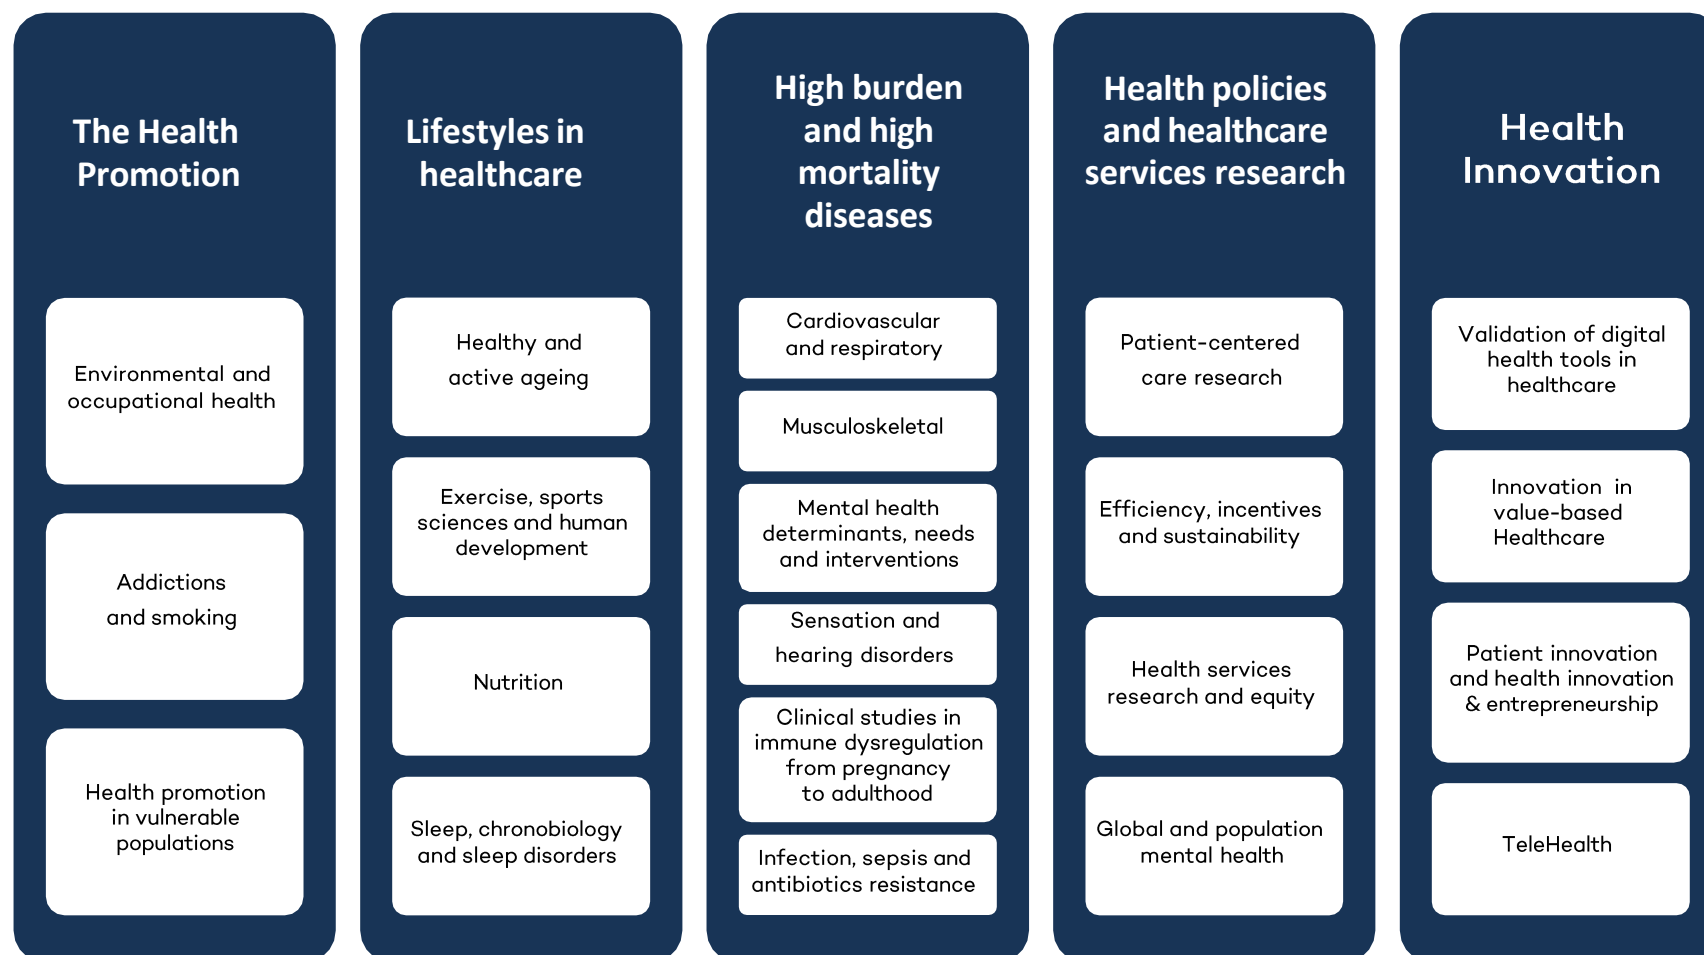 The Health
Promotion
Environmental and
occupational health
Addictions
and smoking
Health promotion
in vulnerable
populations
Lifestyles in
healthcare
Healthy and
active ageing
Exercise, sports
sciences and human
development
Nutrition
Sleep, chronobiology
and sleep disorders
High burden
and high
mortality
diseases
Cardiovascular
and respiratory
Musculoskeletal
Mental health
determinants, needs
and interventions
Sensation and
hearing disorders
Clinical studies in
immune dysregulation
from pregnancy
to adulthood
Infection, sepsis and
antibiotics resistance
Health policies
and healthcare
services research
Patient-centered
care research
Efficiency, incentives
and sustainability
Health services
research and equity
Global and population
mental health
Health
Innovation
Validation of digital
health tools in
healthcare
Innovation in
value-based
Healthcare
Patient innovation
and health innovation
& entrepreneurship
TeleHealth